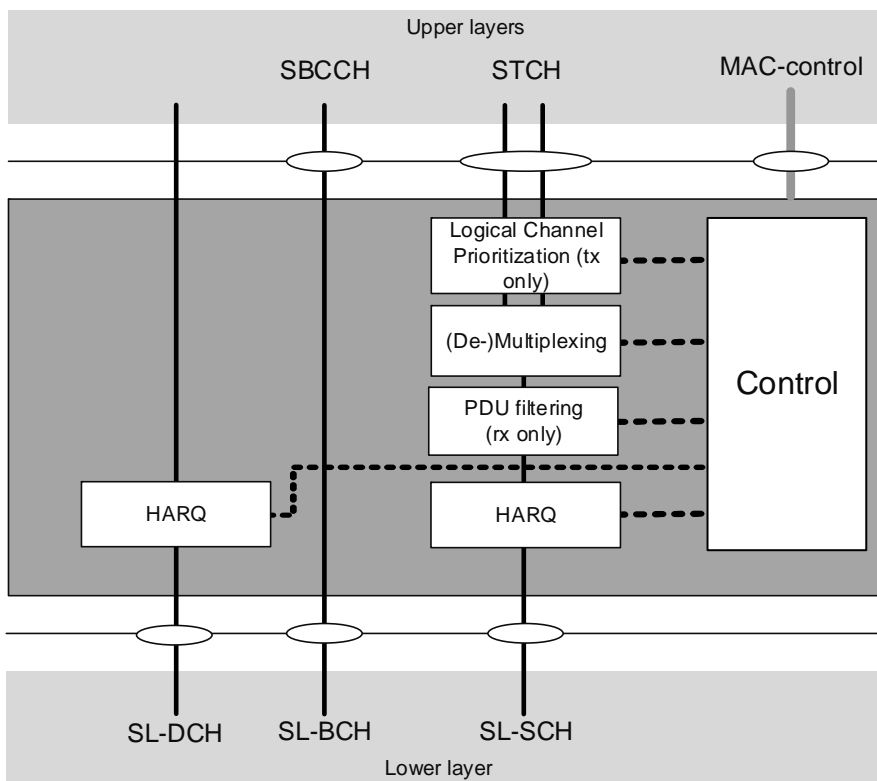 Upper layers
SBCCH
STCH
MAC-control
Logical Channel
Prioritization (tx
only)
(De-)Multiplexing
Control
PDU filtering
(rx only)
HARQ
HARQ
SL-DCH
SL-BCH
SL-SCH
Lower layer